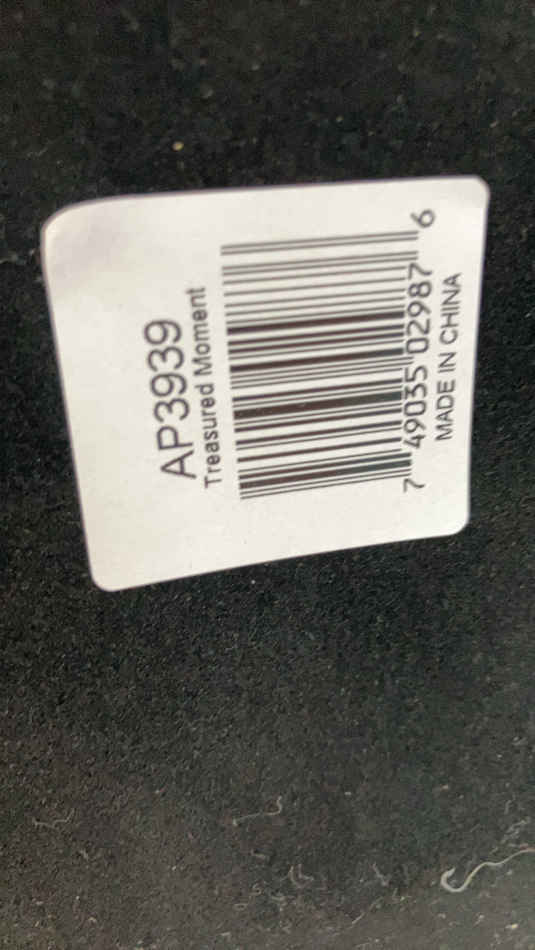 AP3939
Treasured Moment
7 49035 02987 6
MADE IN CHINA